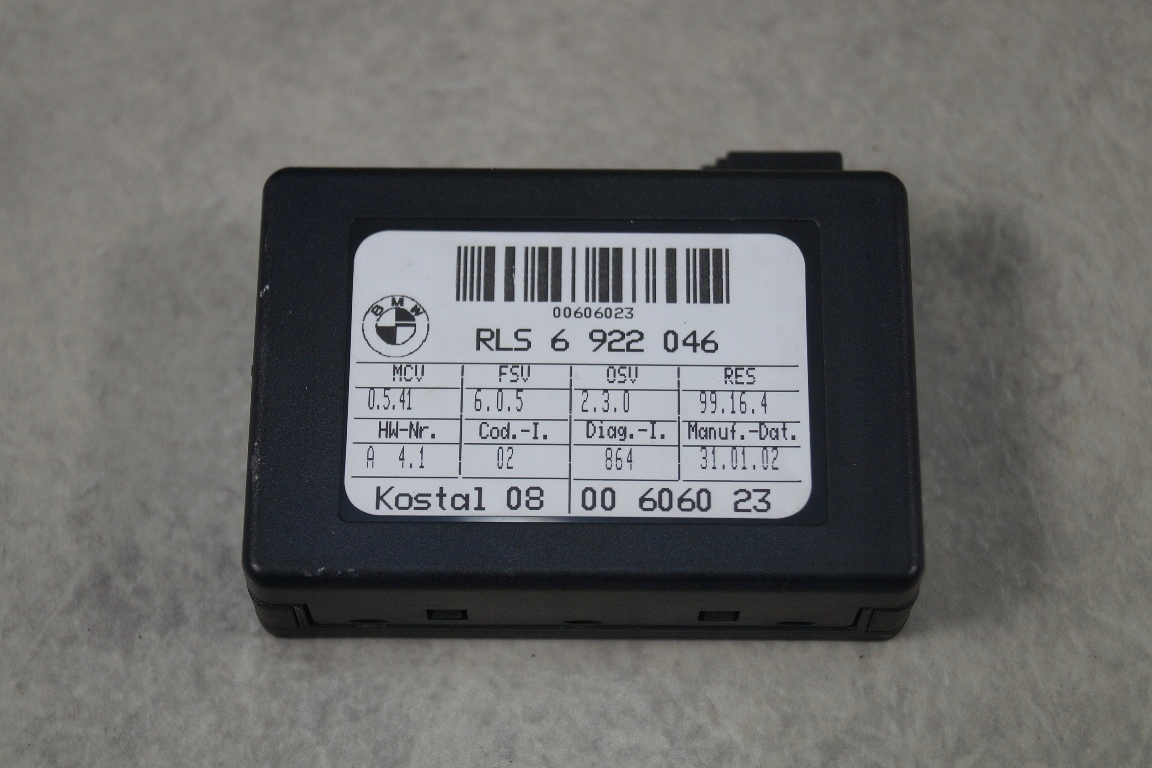 00606023
BMW
RLS 6 922 046
MCV FSV OSV RES
0.5.41 6.0.5 2.3.0 99.16.4
HW-Nr. Cod.-I. Diag.-I. Manuf.-Dat.
A 4.1 02 864 31.01.02
Kostal 08 00 6060 23